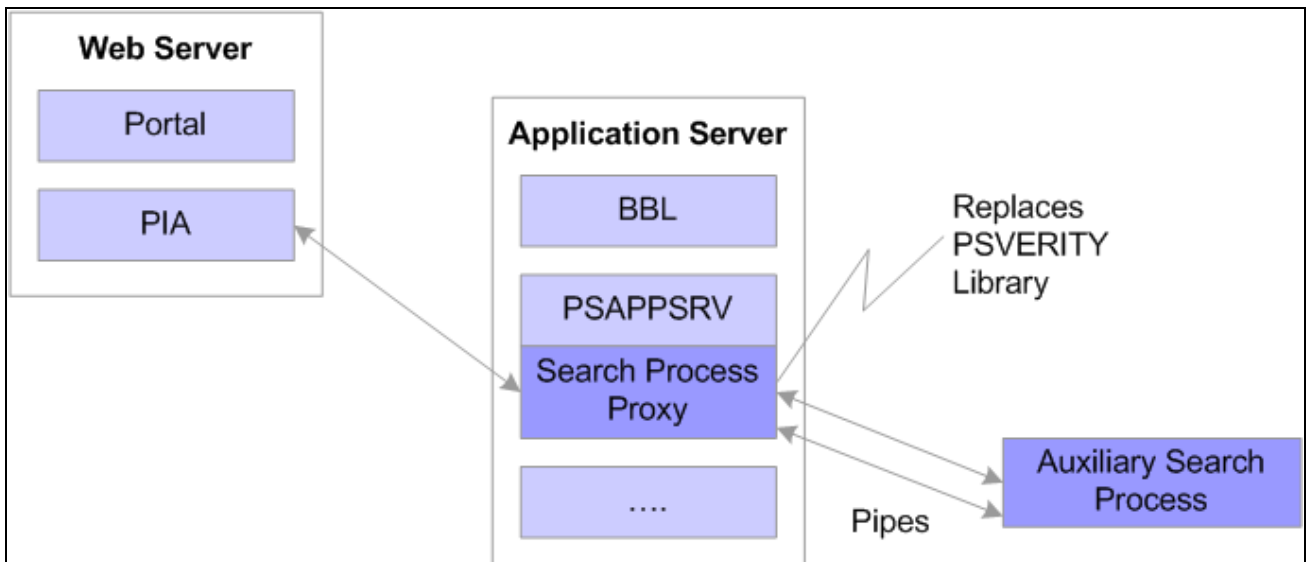 Web Server
Portal
PIA
Application Server
BBL
PSAPPSRV
Search Process
Proxy
....
Replaces
PSVERITY
Library
Pipes
Auxiliary Search
Process